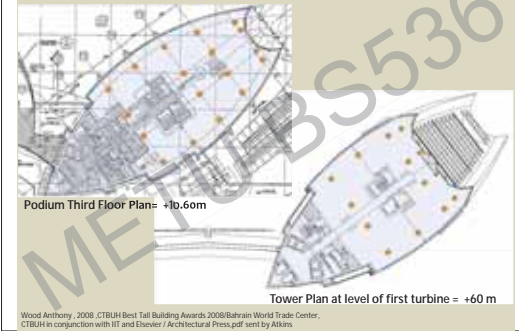 METU BS536
Podium Third Floor Plan= +10.60m
Tower Plan at level of first turbine = +60 m
Wood Anthony , 2008 ,CTBUH Best Tall Building Awards 2008/Bahrain World Trade Center,
CTBUH in conjunction with IIT and Elsevier / Architectural Press,pdf sent by Atkins